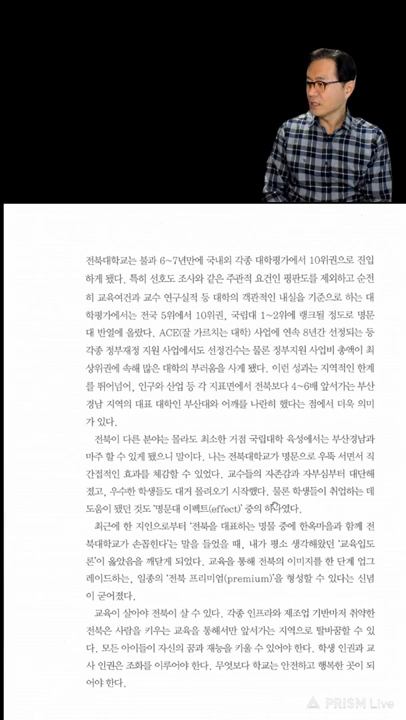 전북대학교는 불과 6~7년만에 국내외 각종 대학평가에서 10위권으로 진입
하게 됐다. 특히 선호도 조사와 같은 주관적 요건인 평판도를 제외하고 순전
히 교육여건과 교수 연구실적 등 대학의 객관적인 내실을 기준으로 하는 대
학평가에서는 전국 5위에서 10위권, 국립대 1~2위에 랭크될 정도로 명문
대 반열에 올랐다. ACE(잘 가르치는 대학) 사업에 연속 8년간 선정되는 등
각종 정부재정 지원 사업에서도 선정건수는 물론 정부지원 사업비 총액이 최
상위권에 속해 많은 대학의 부러움을 사게 됐다. 이런 성과는 지역적인 한계
를 뛰어넘어, 인구와 산업 등 각 지표면에서 전북보다 4~6배 앞서가는 부산
경남 지역의 대표 대학인 부산대와 어깨를 나란히 했다는 점에서 더욱 의미
가 있다.
전북이 다른 분야는 몰라도 최소한 거점 국립대학 육성에서는 부산경남과
마주 할 수 있게 됐으니 말이다. 나는 전북대학교가 명문으로 우뚝 서면서 직
간접적인 효과를 체감할 수 있었다. 교수들의 자존감과 자부심부터 대단해
졌고, 우수한 학생들도 대거 몰려오기 시작했다. 물론 학생들이 취업하는 데
도움이 됐던 것도 '명문대 이펙트(effect)' 중의 하나였다.
최근에 한 지인으로부터 '전북을 대표하는 명물 중에 한옥마을과 함께 전
북대학교가 손꼽힌다'는 말을 들었을 때, 내가 평소 생각해왔던 '교육입도
론'이 옳았음을 깨닫게 되었다. 교육을 통해 전북의 이미지를 한 단계 업그
레이드하는, 일종의 '전북 프리미엄(premium)'을 형성할 수 있다는 신념
이 굳어졌다.
교육이 살아야 전북이 살 수 있다. 각종 인프라와 제조업 기반마저 취약한
전북은 사람을 키우는 교육을 통해서만 앞서가는 지역으로 탈바꿈할 수 있
다. 모든 아이들이 자신의 꿈과 재능을 키울 수 있어야 한다. 학생 인권과 교
사 인권은 조화를 이루어야 한다. 무엇보다 학교는 안전하고 행복한 곳이 되
어야 한다.
PRISM Live